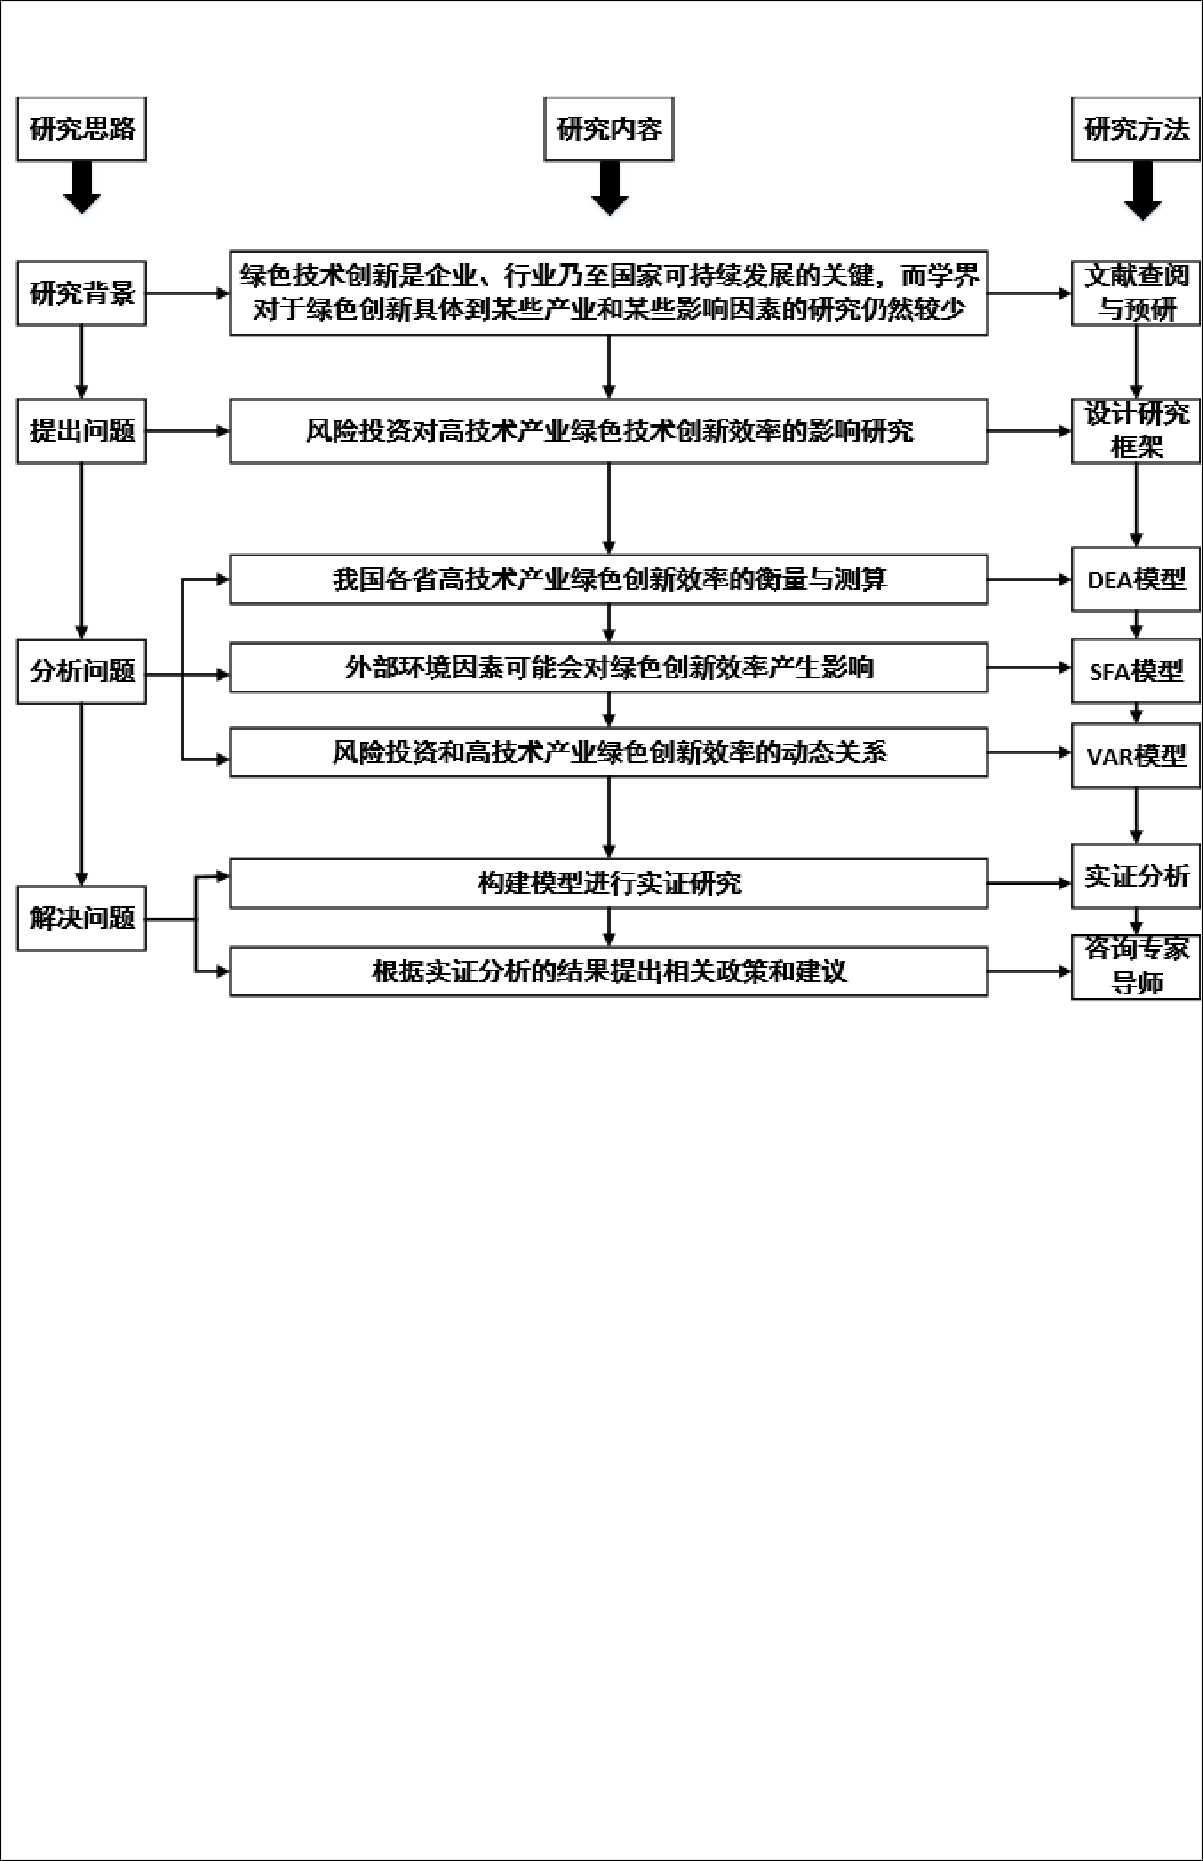 研究思路
研究内容
研究方法
研究背景
绿色技术创新是企业、行业乃至国家可持续发展的关键，而学界
对于绿色创新具体到某些产业和某些影响因素的研究仍然较少
文献查阅
与预研
提出问题
风险投资对高技术产业绿色技术创新效率的影响研究
设计研究
框架
我国各省高技术产业绿色创新效率的衡量与测算
DEA模型
分析问题
外部环境因素可能会对绿色创新效率产生影响
SFA模型
风险投资和高技术产业绿色创新效率的动态关系
VAR模型
解决问题
构建模型进行实证研究
实证分析
根据实证分析的结果提出相关政策和建议
咨询专家
导师